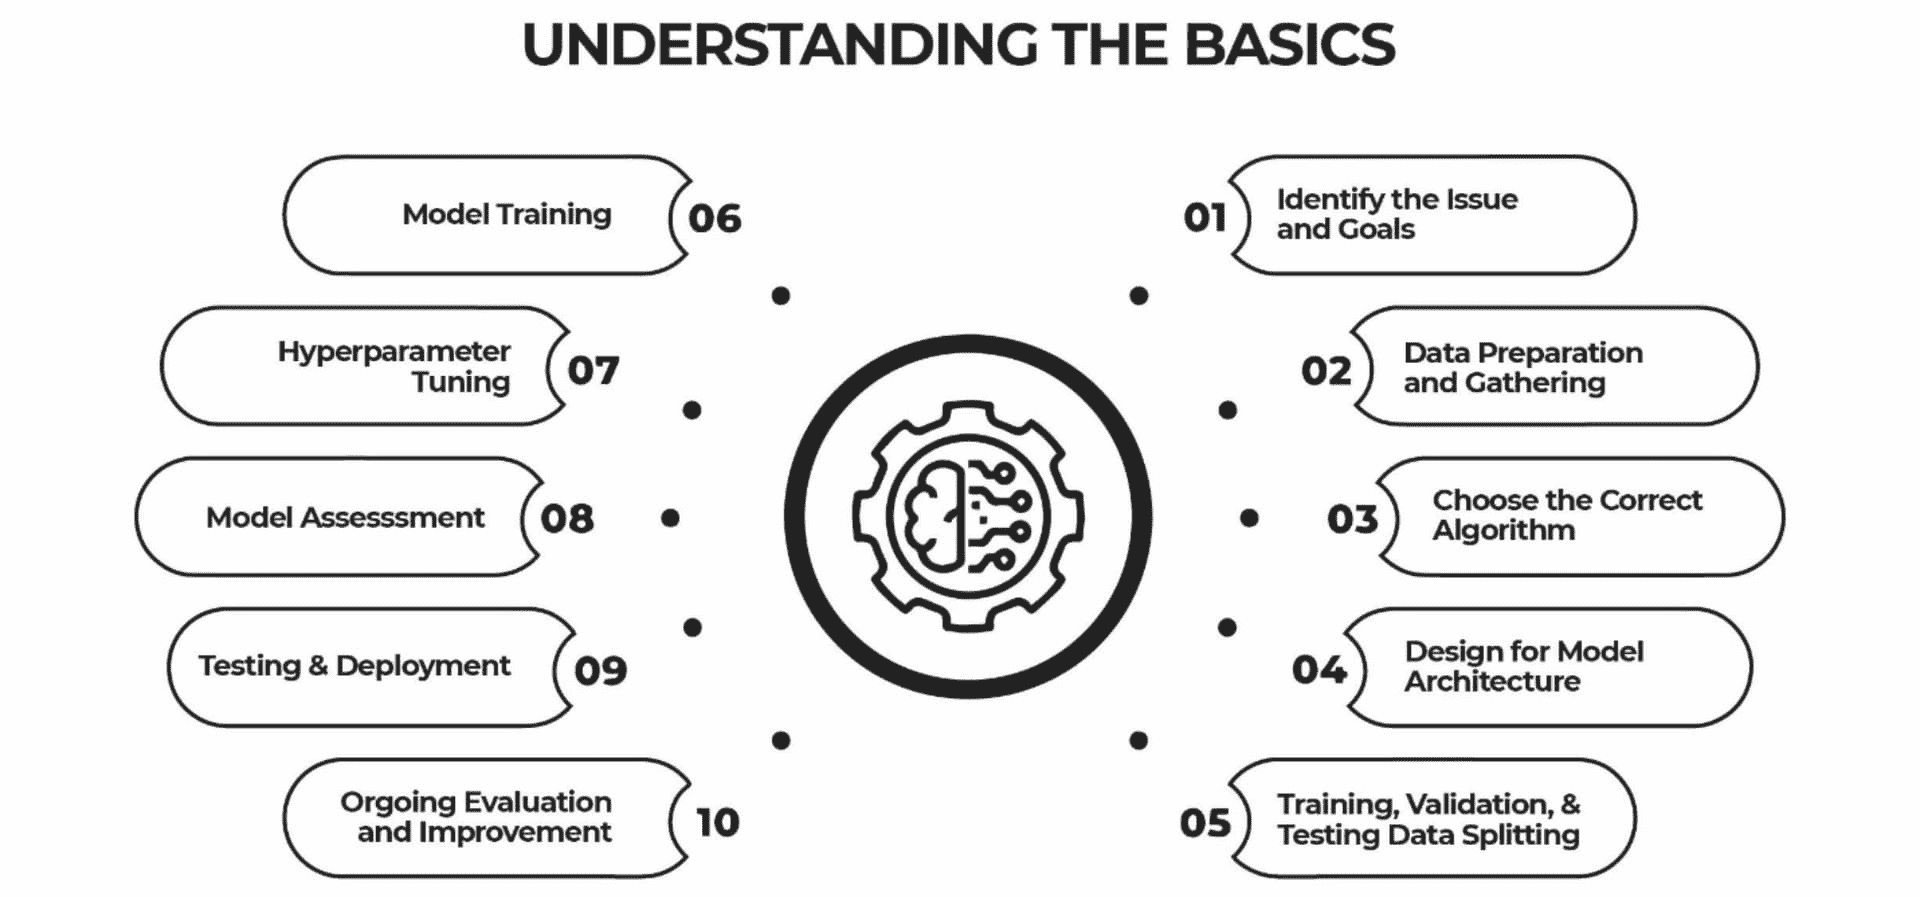 UNDERSTANDING THE BASICS
01
Identify the Issue
and Goals
02
Data Preparation
and Gathering
03
Choose the Correct
Algorithm
04
Design for Model
Architecture
05
Training, Validation, &
Testing Data Splitting
06
Model Training
07
Hyperparameter
Tuning
08
Model Assesssment
09
Testing & Deployment
10
Orgoing Evaluation
and Improvement